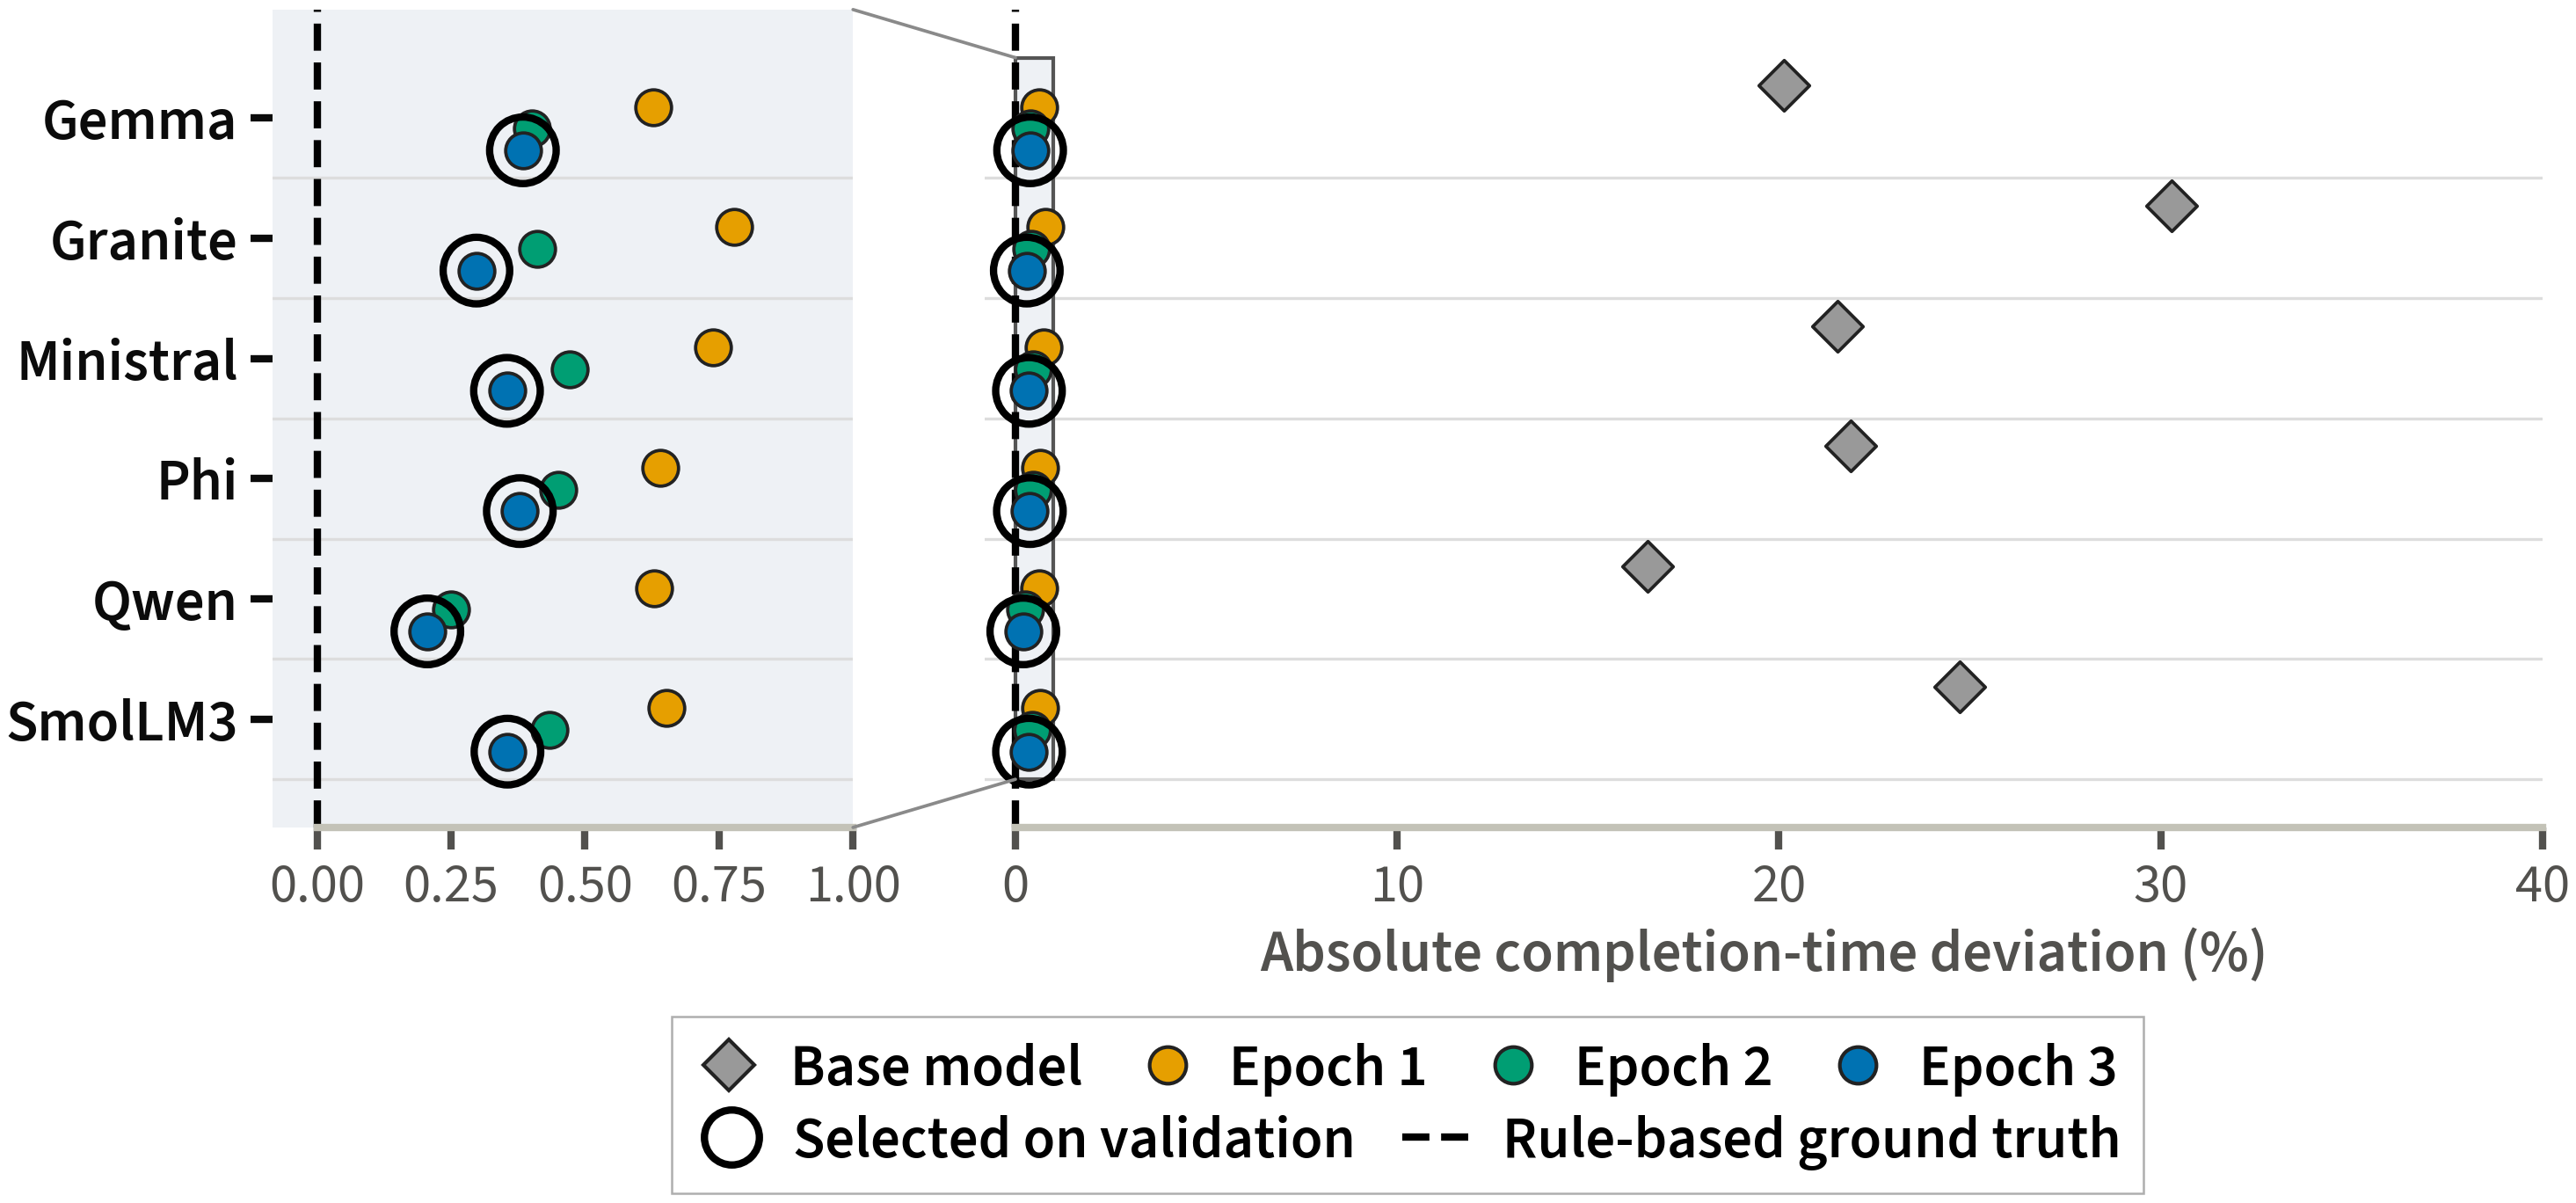 Gemma
Granite
Ministral
Phi
Qwen
SmolLM3
0.00 0.25 0.50 0.75 1.00 0 10 20 30 40
Absolute completion-time deviation (%)
Base model Epoch 1 Epoch 2 Epoch 3
Selected on validation Rule-based ground truth